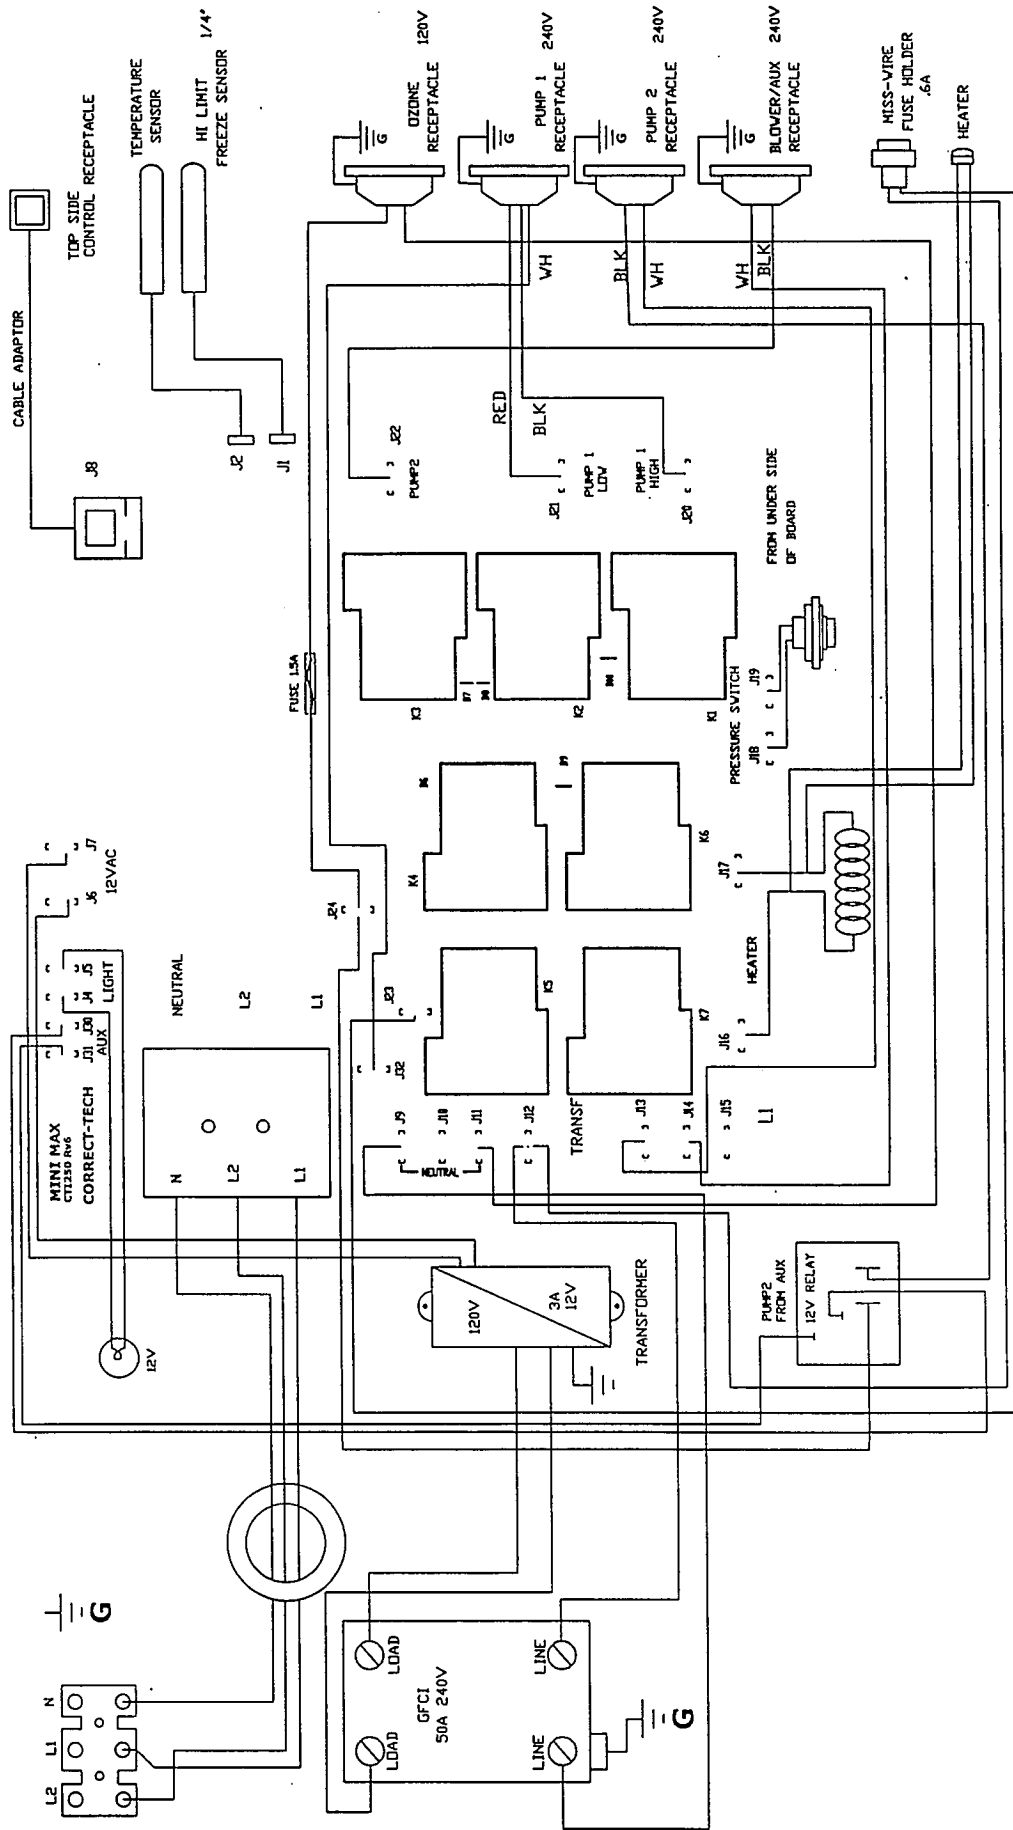 CABLE ADAPTOR
J8
TOP SIDE
CONTROL RECEPTACLE
TEMPERATURE
SENSOR
HI LIMIT
FREEZE SENSOR
1/4"
J2
J1
G
OZONE
RECEPTACLE
120V
G
PUMP 1
RECEPTACLE
240V
G
PUMP 2
RECEPTACLE
240V
G
BLOWER/AUX
RECEPTACLE
240V
MISS-WIRE
FUSE HOLDER
.6A
HEATER
WH
BLK
WH
WH
BLK
RED
BLK
J22
PUMP2
J21
PUMP 1
LOW
PUMP 1
HIGH
J20
FROM UNDER SIDE
OF BOARD
FUSE 1.5A
K3
D7
D8
K2
K1
PRESSURE SWITCH
J19
J18
D6
D9
K4
K6
J17
HEATER
J16
J7
J6
12VAC
J5
J4
LIGHT
J30
J31
AUX
MINI MAX
CTI25D Rv6
CORRECT-TECH
NEUTRAL
L2
L1
N
L2
L1
J24
J23
J32
K5
K7
J9
J10
J11
NEUTRAL
J12
TRANSF
J13
J14
J15
L1
12V
120V
3A
12V
TRANSFORMER
PUMP2
FROM AUX
12V RELAY
G
N
L1
L2
LOAD
LOAD
GFCI
50A 240V
LINE
LINE
G